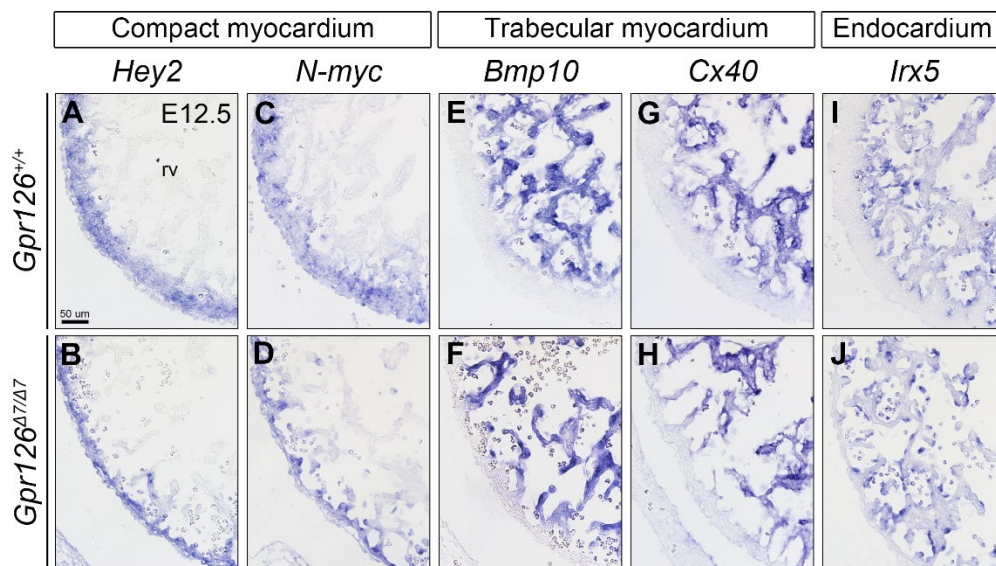 Compact myocardium Trabecular myocardium Endocardium
Hey2 N-myc Bmp10 Cx40 Irx5
Gpr126+/+
A E12.5 C E G I
rv
50 um
Gpr126Δ7/Δ7
B D F H J